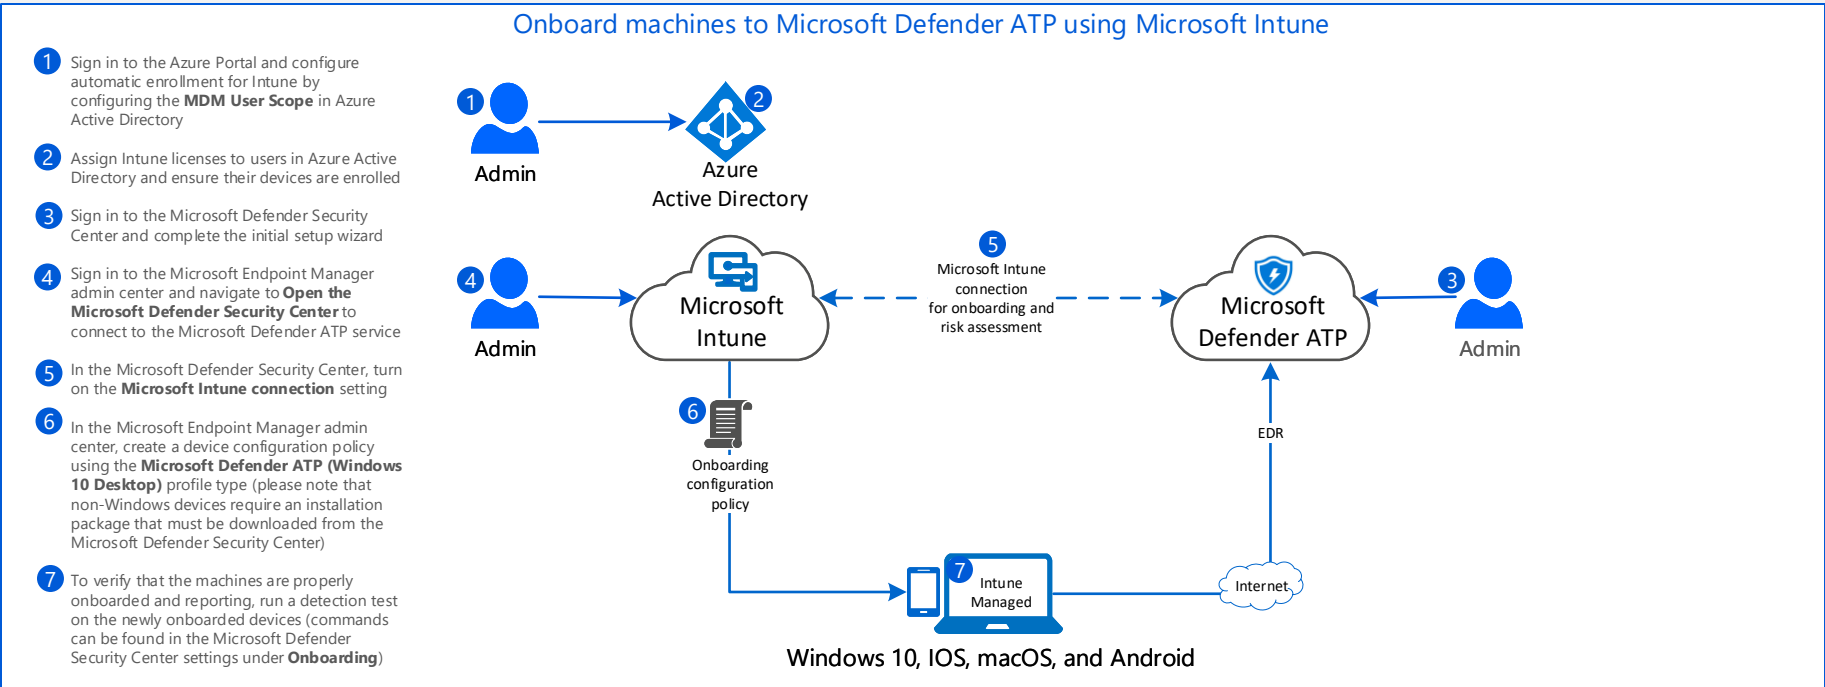 Onboard machines to Microsoft Defender ATP using Microsoft Intune
1
Sign in to the Azure Portal and configure
automatic enrollment for Intune by
configuring the MDM User Scope in Azure
Active Directory
2
Assign Intune licenses to users in Azure Active
Directory and ensure their devices are enrolled
3
Sign in to the Microsoft Defender Security
Center and complete the initial setup wizard
4
Sign in to the Microsoft Endpoint Manager
admin center and navigate to Open the
Microsoft Defender Security Center to
connect to the Microsoft Defender ATP service
5
In the Microsoft Defender Security Center, turn
on the Microsoft Intune connection setting
6
In the Microsoft Endpoint Manager admin
center, create a device configuration policy
using the Microsoft Defender ATP (Windows
10 Desktop) profile type (please note that
non-Windows devices require an installation
package that must be downloaded from the
Microsoft Defender Security Center)
7
To verify that the machines are properly
onboarded and reporting, run a detection test
on the newly onboarded devices (commands
can be found in the Microsoft Defender
Security Center settings under Onboarding)
1
Admin
2
Azure
Active Directory
4
Admin
Microsoft
Intune
5
Microsoft Intune
connection
for onboarding and
risk assessment
Microsoft
Defender ATP
3
Admin
6
Onboarding
configuration
policy
EDR
7
Intune
Managed
Internet
Windows 10, IOS, macOS, and Android